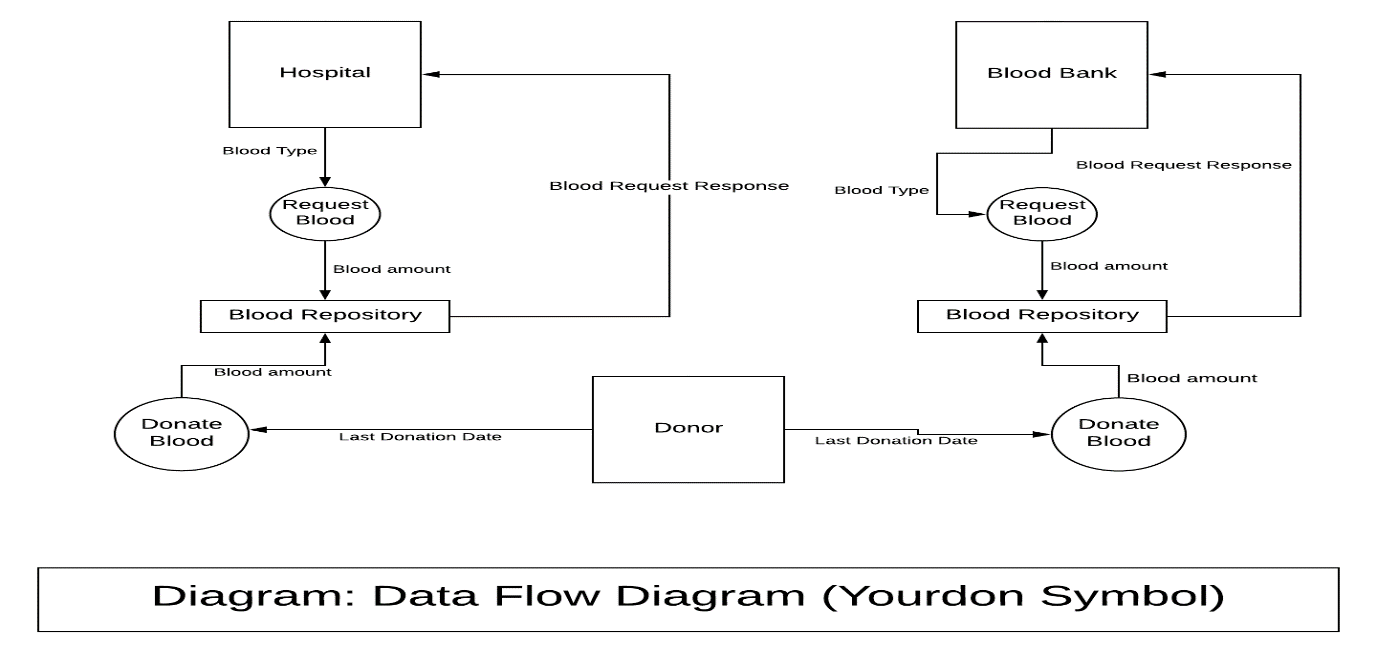 Hospital
Blood Bank
Blood Type
Blood Request Response
Blood Request Response
Blood Type
Request
Blood
Request
Blood
Blood amount
Blood amount
Blood Repository
Blood Repository
Blood amount
Blood amount
Donate
Blood
Last Donation Date
Donor
Last Donation Date
Donate
Blood
Diagram: Data Flow Diagram (Yourdon Symbol)